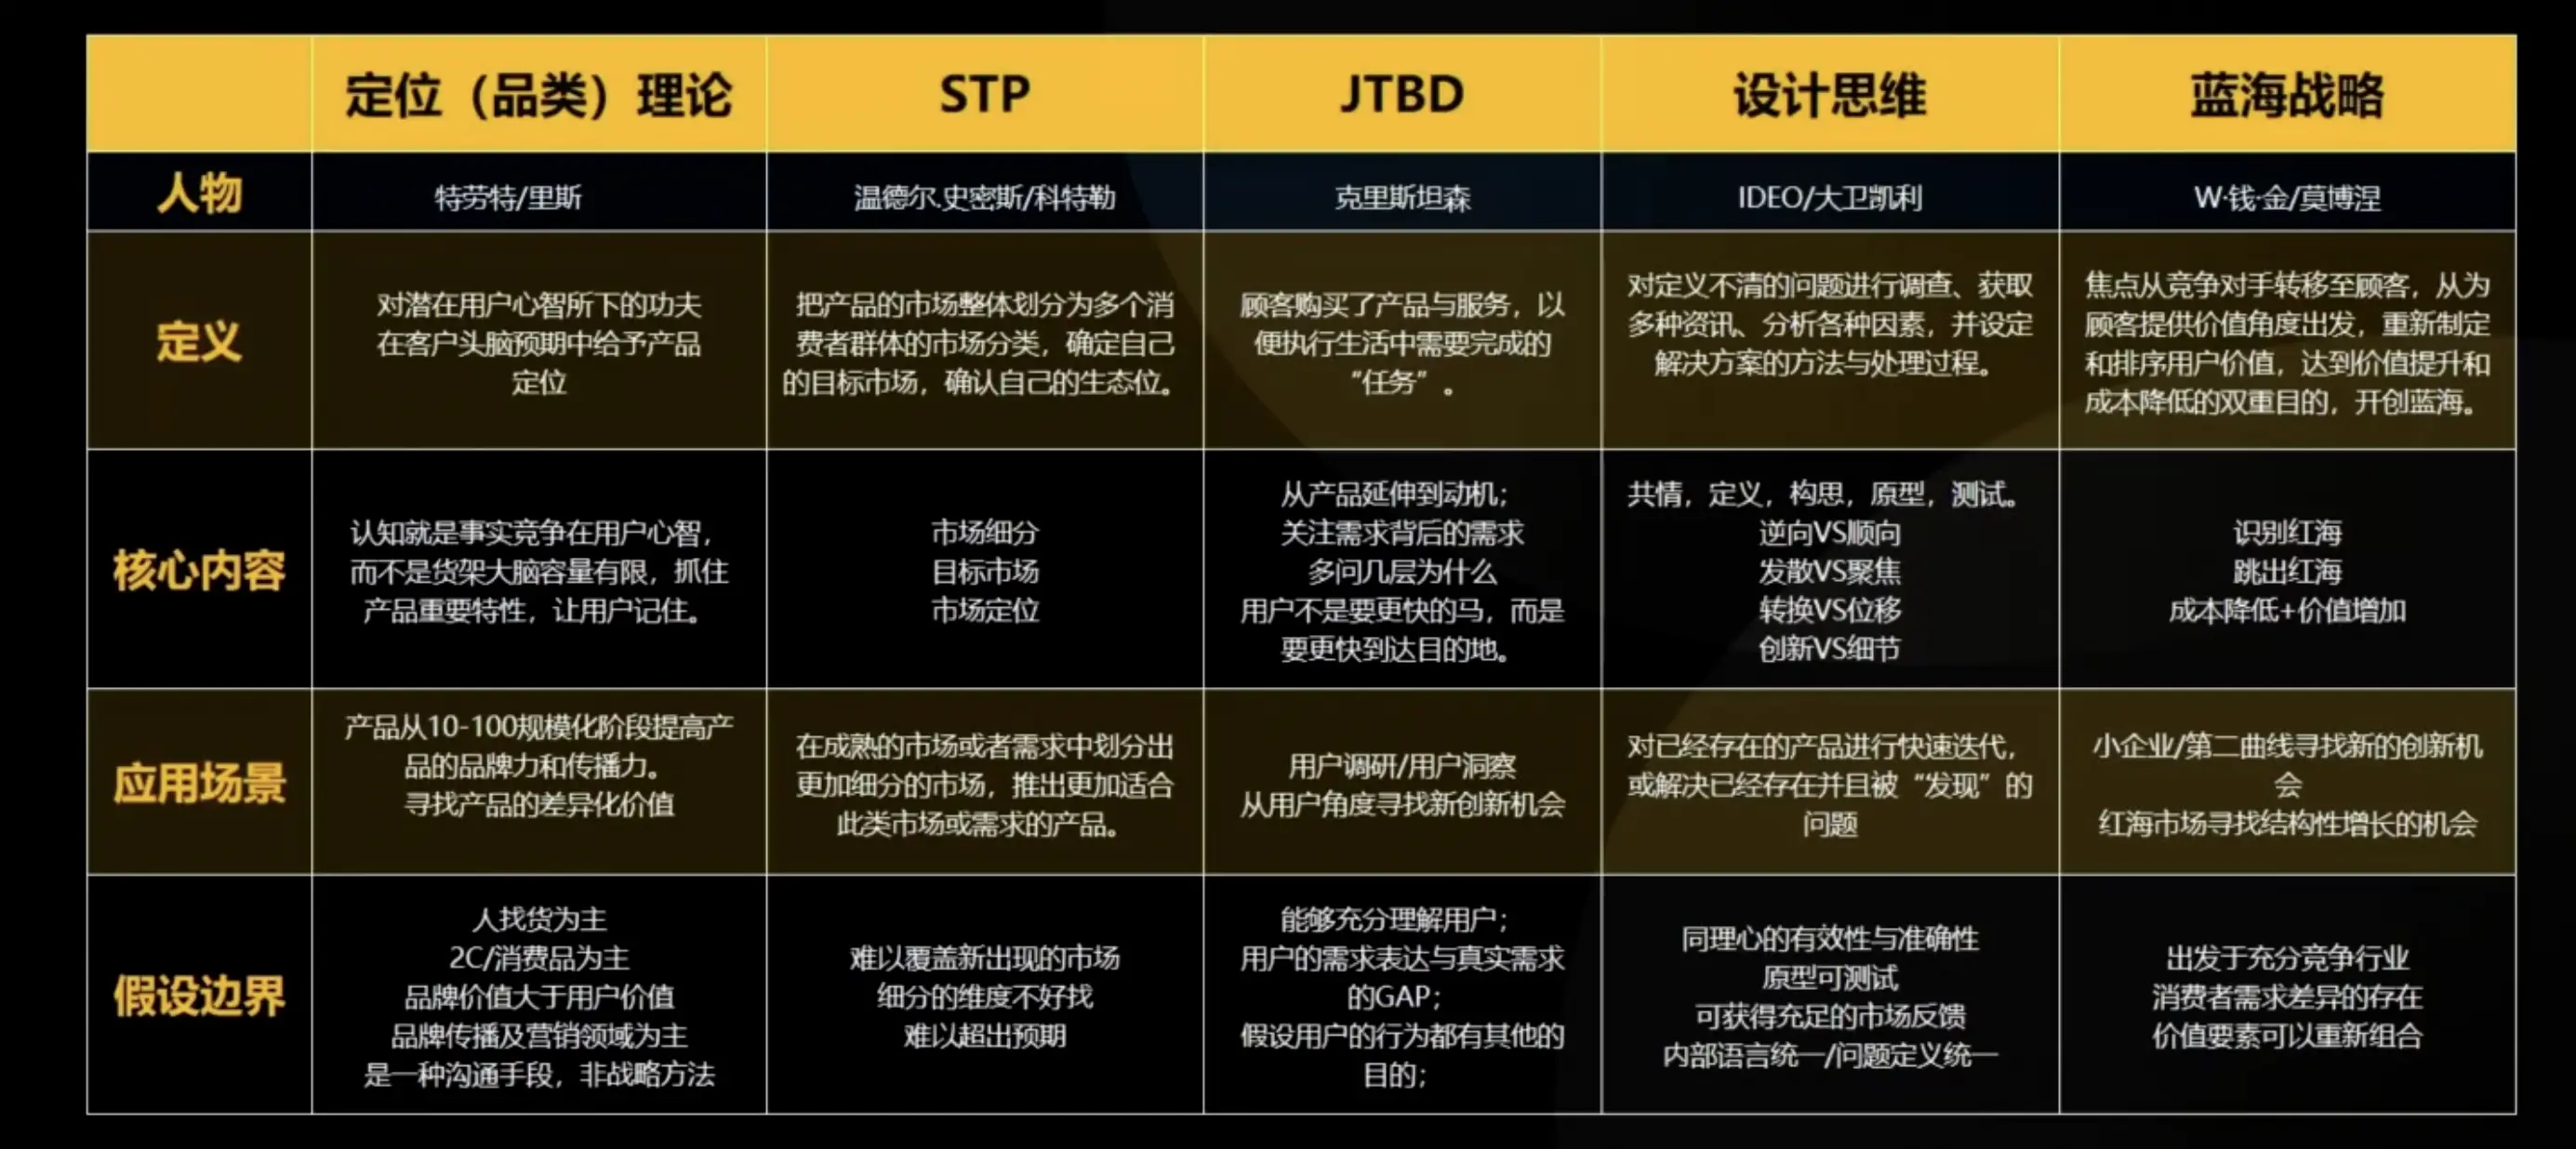 定位（品类）理论
STP
JTBD
设计思维
蓝海战略
人物
特劳特/里斯
温德尔.史密斯/科特勒
克里斯坦森
IDEO/大卫凯利
W·钱·金/莫博涅
定义
对潜在用户心智所下的功夫
在客户头脑预期中给予产品
定位
把产品的市场整体划分为多个消
费者群体的市场分类，确定自己
的目标市场，确认自己的生态位。
顾客购买了产品与服务，以
便执行生活中需要完成的
“任务”。
对定义不清的问题进行调查、获取
多种资讯、分析各种因素，并设定
解决方案的方法与处理过程。
焦点从竞争对手转移至顾客，从为
顾客提供价值角度出发，重新制定
和排序用户价值，达到价值提升和
成本降低的双重目的，开创蓝海。
核心内容
认知就是事实竞争在用户心智，
而不是货架大脑容量有限，抓住
产品重要特性，让用户记住。
市场细分
目标市场
市场定位
从产品延伸到动机；
关注需求背后的需求
多问几层为什么
用户不是要更快的马，而是
要更快到达目的地。
共情，定义，构思，原型，测试。
逆向VS顺向
发散VS聚焦
转换VS位移
创新VS细节
识别红海
跳出红海
成本降低+价值增加
应用场景
产品从10-100规模化阶段提高产
品的品牌力和传播力。
寻找产品的差异化价值
在成熟的市场或者需求中划分出
更加细分的市场，推出更加适合
此类市场或需求的产品。
用户调研/用户洞察
从用户角度寻找新创新机会
对已经存在的产品进行快速迭代，
或解决已经存在并且被“发现”的
问题
小企业/第二曲线寻找新的创新机
会
红海市场寻找结构性增长的机会
假设边界
人找货为主
2C/消费品为主
品牌价值大于用户价值
品牌传播及营销领域为主
是一种沟通手段，非战略方法
难以覆盖新出现的市场
细分的维度不好找
难以超出预期
能够充分理解用户；
用户的需求表达与真实需求
的GAP；
假设用户的行为都有其他的
目的；
同理心的有效性与准确性
原型可测试
可获得充足的市场反馈
内部语言统一/问题定义统一
出发于充分竞争行业
消费者需求差异的存在
价值要素可以重新组合